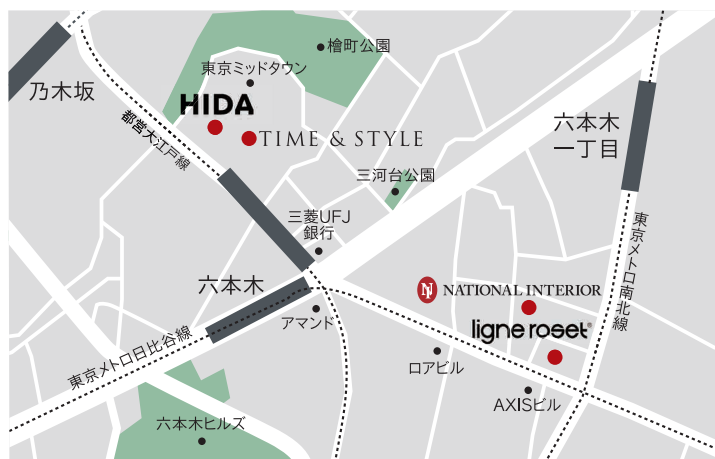 檜町公園
東京ミッドタウン
乃木坂
HIDA
TIME & STYLE
都営大江戸線
六本木
一丁目
三河台公園
三菱UFJ
銀行
東京メトロ南北線
六本木
NI NATIONAL INTERIOR
アマンド
ligne roset®
東京メトロ日比谷線
ロアビル
AXISビル
六本木ヒルズ